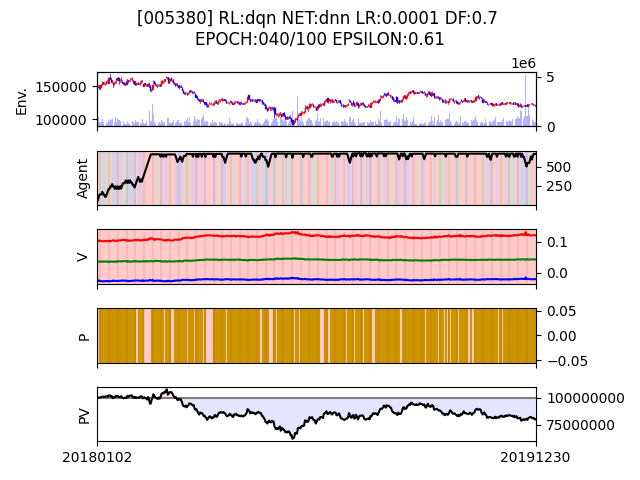 [005380] RL:dqn NET:dnn LR:0.0001 DF:0.7
EPOCH:040/100 EPSILON:0.61
1e6
Env.
150000
100000
5
0
Agent
500
250
V
0.1
0.0
P
0.05
0.00
−0.05
PV
100000000
75000000
20180102
20191230